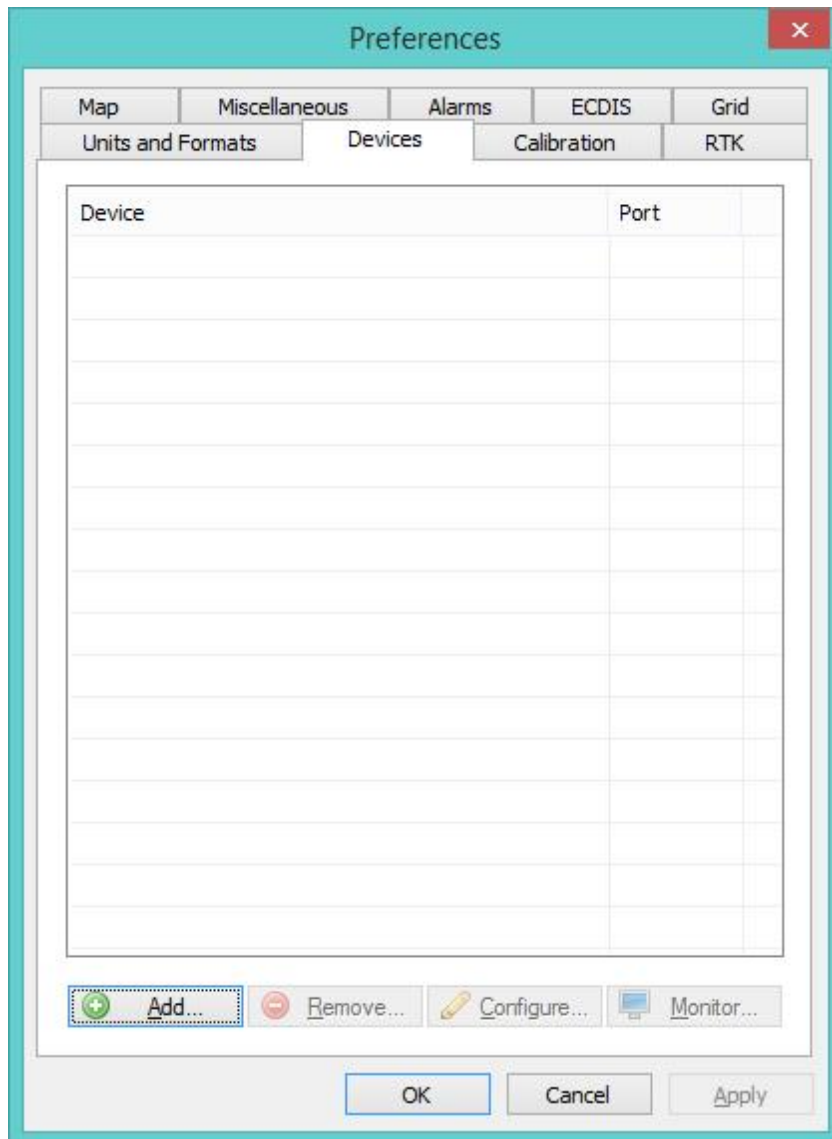 Preferences
Map Miscellaneous Alarms ECDIS Grid
Units and Formats Devices Calibration RTK
Device Port
Add... Remove... Configure... Monitor...
OK Cancel Apply